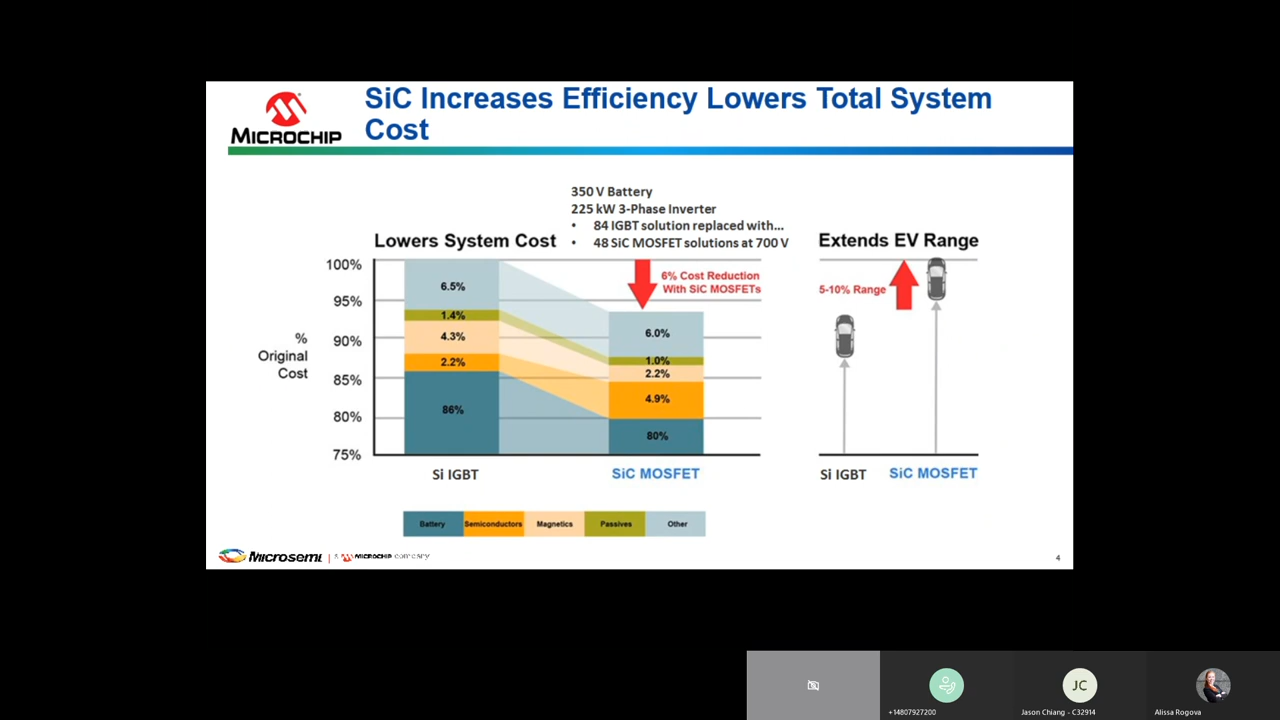 SiC Increases Efficiency Lowers Total System
Cost
MICROCHIP
350 V Battery
225 kW 3-Phase Inverter
• 84 IGBT solution replaced with...
• 48 SiC MOSFET solutions at 700 V
Lowers System Cost
Extends EV Range
100%
95%
90%
85%
80%
75%
%
Original
Cost
6.5%
1.4%
4.3%
2.2%
86%
6% Cost Reduction
With SiC MOSFETs
6.0%
1.0%
2.2%
4.9%
80%
5-10% Range
Si IGBT
SiC MOSFET
Si IGBT
SiC MOSFET
Battery
Semiconductors
Magnetics
Passives
Other
Microsemi
MICROCHIP company
4
JC
+14807927200
Jason Chiang - C32914
Alissa Rogova